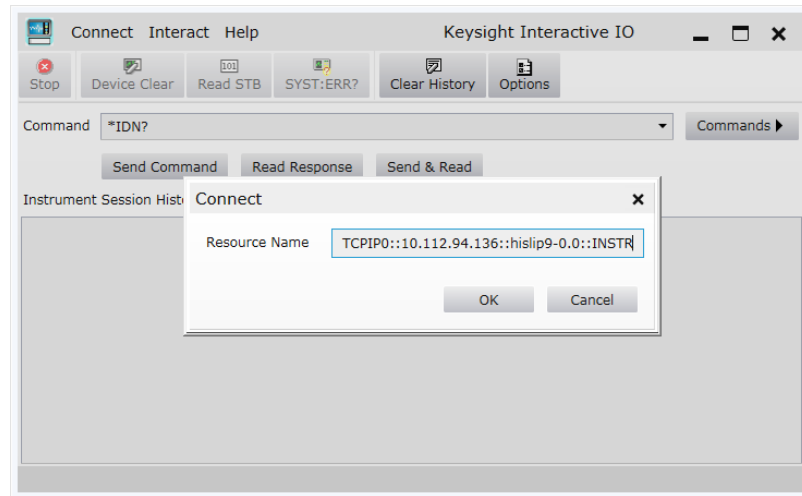 Connect Interact Help Keysight Interactive IO
Stop Device Clear Read STB SYST:ERR? Clear History Options
Command *IDN? Commands
Send Command Read Response Send & Read
Instrument Session Hist
Connect
Resource Name TCPIP0::10.112.94.136::hislip9-0.0::INSTR
OK Cancel